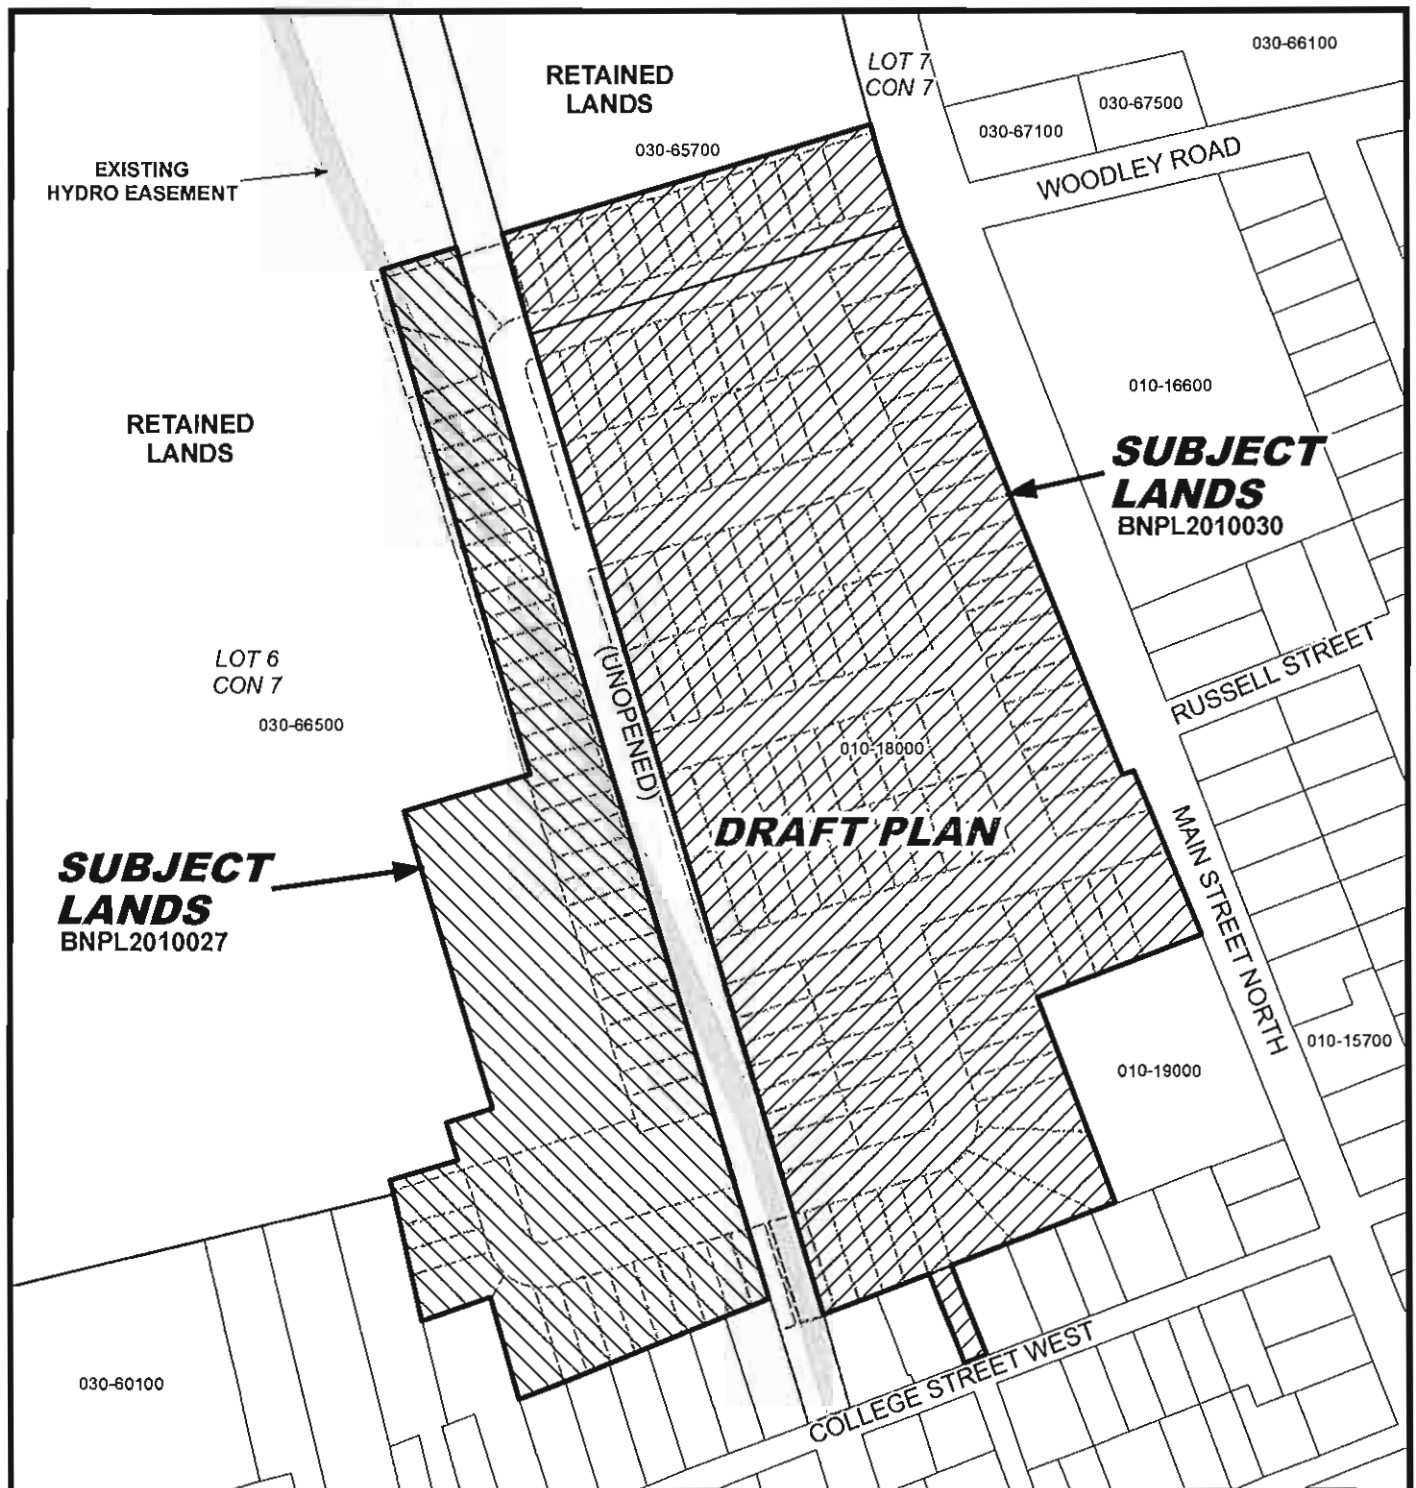 030-66100
LOT 7
CON 7
RETAINED
LANDS
030-67500
030-67100
030-65700
WOODLEY ROAD
EXISTING
HYDRO EASEMENT
010-16600
RETAINED
LANDS
SUBJECT
LANDS
BNPL2010030
LOT 6
CON 7
030-66500
(UNOPENED)
RUSSELL STREET
010-18000
DRAFT PLAN
MAIN STREET NORTH
SUBJECT
LANDS
BNPL2010027
010-15700
010-19000
030-60100
COLLEGE STREET WEST